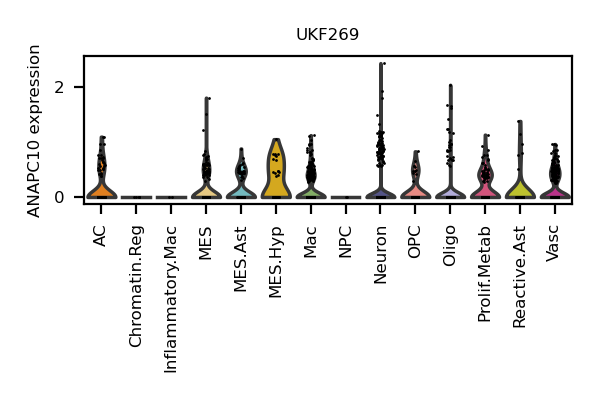 UKF269
ANAPC10 expression
2
0
AC
Chromatin.Reg
Inflammatory.Mac
MES
MES.Ast
MES.Hyp
Mac
NPC
Neuron
OPC
Oligo
Prolif.Metab
Reactive.Ast
Vasc